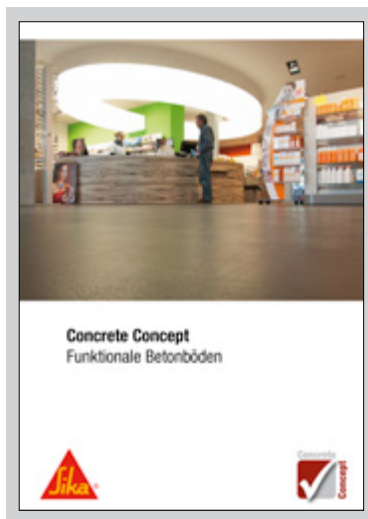 Concrete Concept
Funktionale Betonböden
Sika
Concrete
Concept